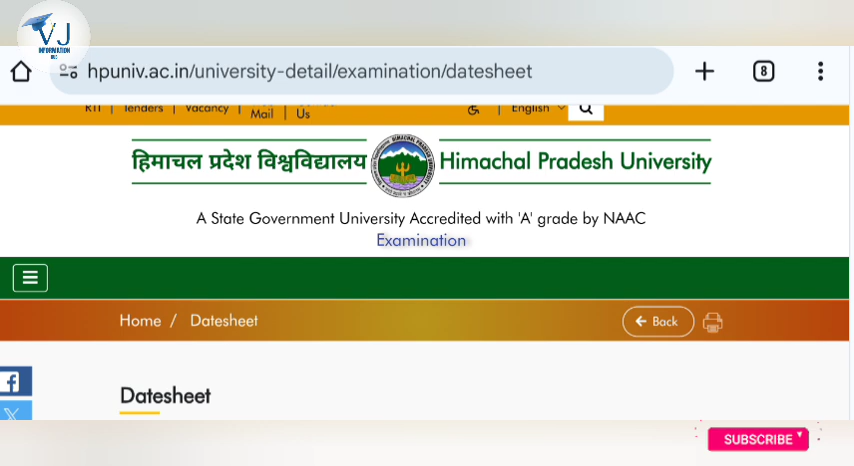 VJ
INFORMATION
hpuniv.ac.in/university-detail/examination/datesheet
8
RTI | Tenders | Vacancy | Mail | Us | English
हिमाचल प्रदेश विश्वविद्यालय Himachal Pradesh University
A State Government University Accredited with 'A' grade by NAAC
Examination
Home / Datesheet
Back
Datesheet
SUBSCRIBE